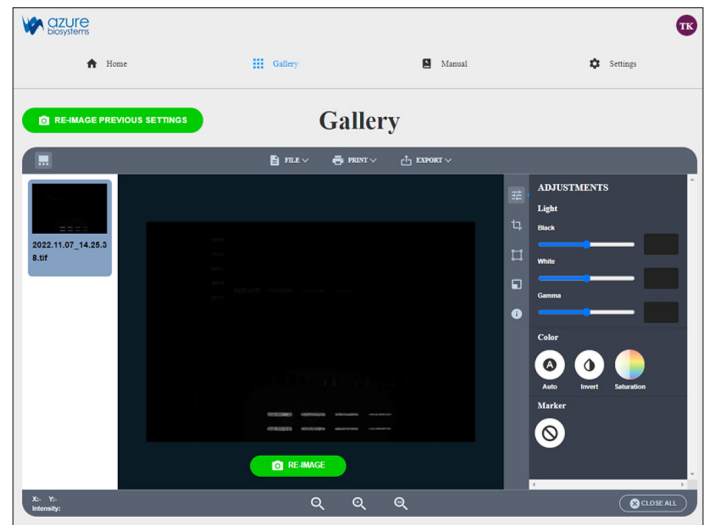 azure
biosystems
TK
Home
Gallery
Manual
Settings
RE-IMAGE PREVIOUS SETTINGS
Gallery
FILE
PRINT
EXPORT
2022.11.07_14.25.3
8.tif
ADJUSTMENTS
Light
Black
White
Gamma
Color
A
Auto
Invert
Saturation
Marker
RE-IMAGE
X:- Y:-
Intensity:
CLOSE ALL